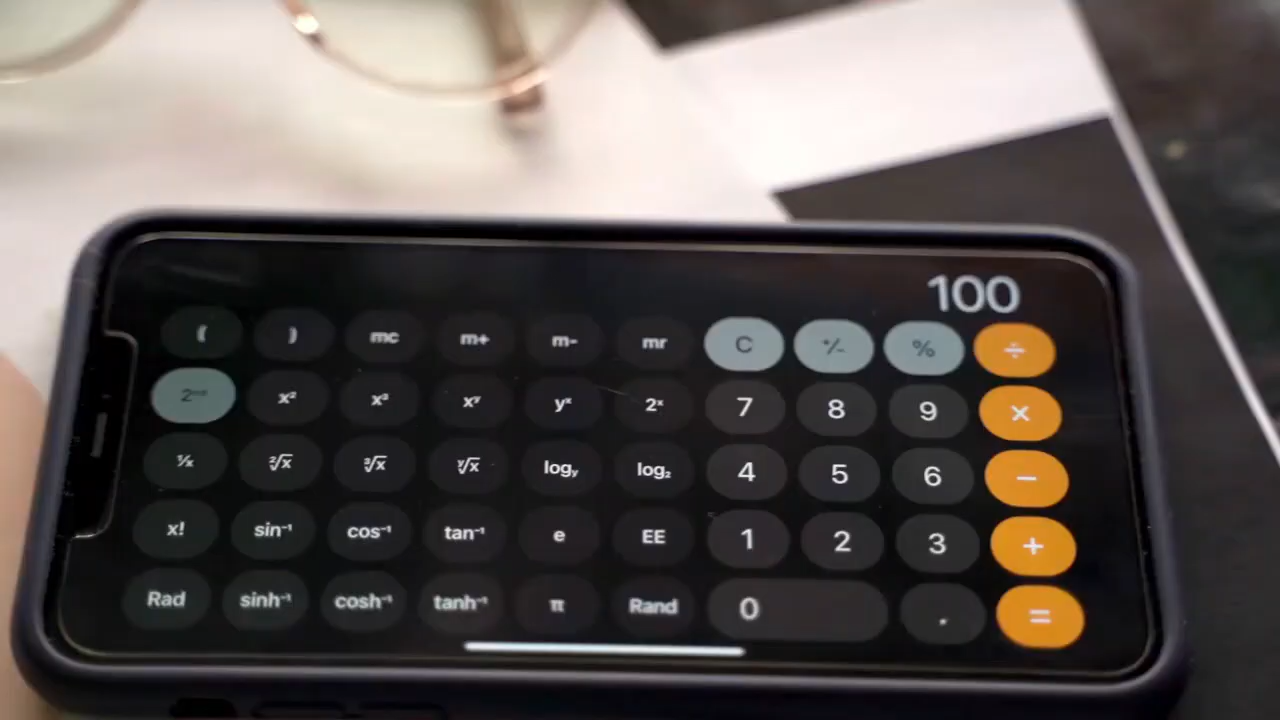 100
( ) mc m+ m- mr C +/- % ÷
2ⁿᵈ x² x³ xʸ yˣ 2ˣ 7 8 9 ×
¹/x ²√x ³√x ʸ√x logᵧ log₂ 4 5 6 −
x! sin⁻¹ cos⁻¹ tan⁻¹ e EE 1 2 3 +
Rad sinh⁻¹ cosh⁻¹ tanh⁻¹ π Rand 0 . =